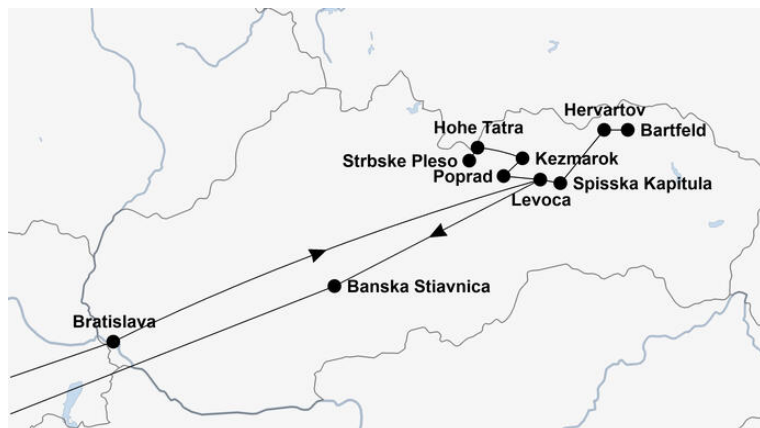 Hervartov
Hohe Tatra
Bartfeld
Strbske Pleso
Kezmarok
Poprad
Spisska Kapitula
Levoca
Banska Stiavnica
Bratislava